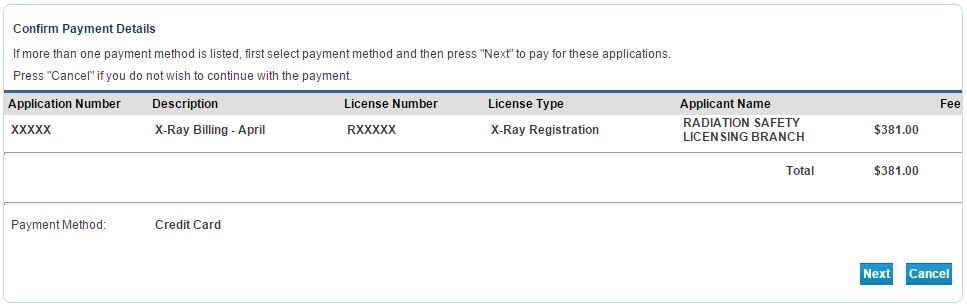 Confirm Payment Details
If more than one payment method is listed, first select payment method and then press "Next" to pay for these applications.
Press "Cancel" if you do not wish to continue with the payment.
Application Number Description License Number License Type Applicant Name Fee
XXXXX X-Ray Billing - April RXXXXX X-Ray Registration RADIATION SAFETY LICENSING BRANCH $381.00
Total $381.00
Payment Method: Credit Card
Next Cancel